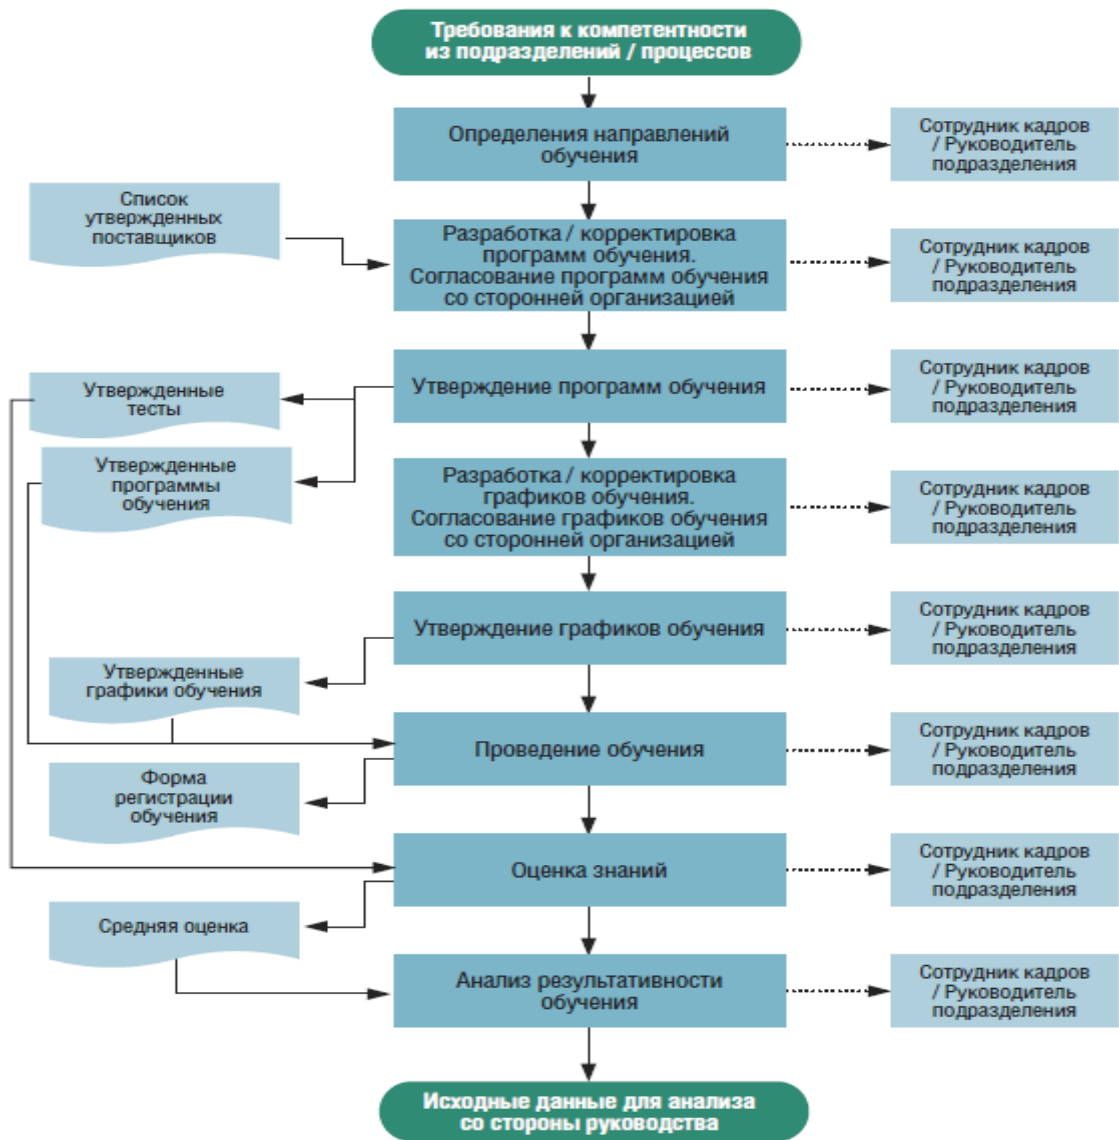 Требования к компетентности
из подразделений / процессов
Определения направлений
обучения
Сотрудник кадров
/ Руководитель
подразделения
Список
утвержденных
поставщиков
Разработка / корректировка
программ обучения.
Согласование программ обучения
со сторонней организацией
Сотрудник кадров
/ Руководитель
подразделения
Утвержденные
тесты
Утверждение программ обучения
Сотрудник кадров
/ Руководитель
подразделения
Утвержденные
программы
обучения
Разработка / корректировка
графиков обучения.
Согласование графиков обучения
со сторонней организацией
Сотрудник кадров
/ Руководитель
подразделения
Утверждение графиков обучения
Сотрудник кадров
/ Руководитель
подразделения
Утвержденные
графики обучения
Проведение обучения
Сотрудник кадров
/ Руководитель
подразделения
Форма
регистрации
обучения
Оценка знаний
Сотрудник кадров
/ Руководитель
подразделения
Средняя оценка
Анализ результативности
обучения
Сотрудник кадров
/ Руководитель
подразделения
Исходные данные для анализа
со стороны руководства